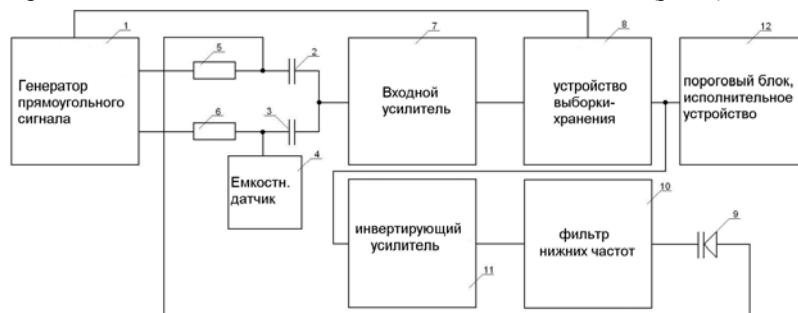 1
5
2
7
8
12
Генератор
прямоугольного
сигнала
Входной
усилитель
устройство
выборки-
хранения
пороговый блок,
исполнительное
устройство
6
3
4
Емкостн.
датчик
10
9
инвертирующий
усилитель
фильтр
нижних частот
11